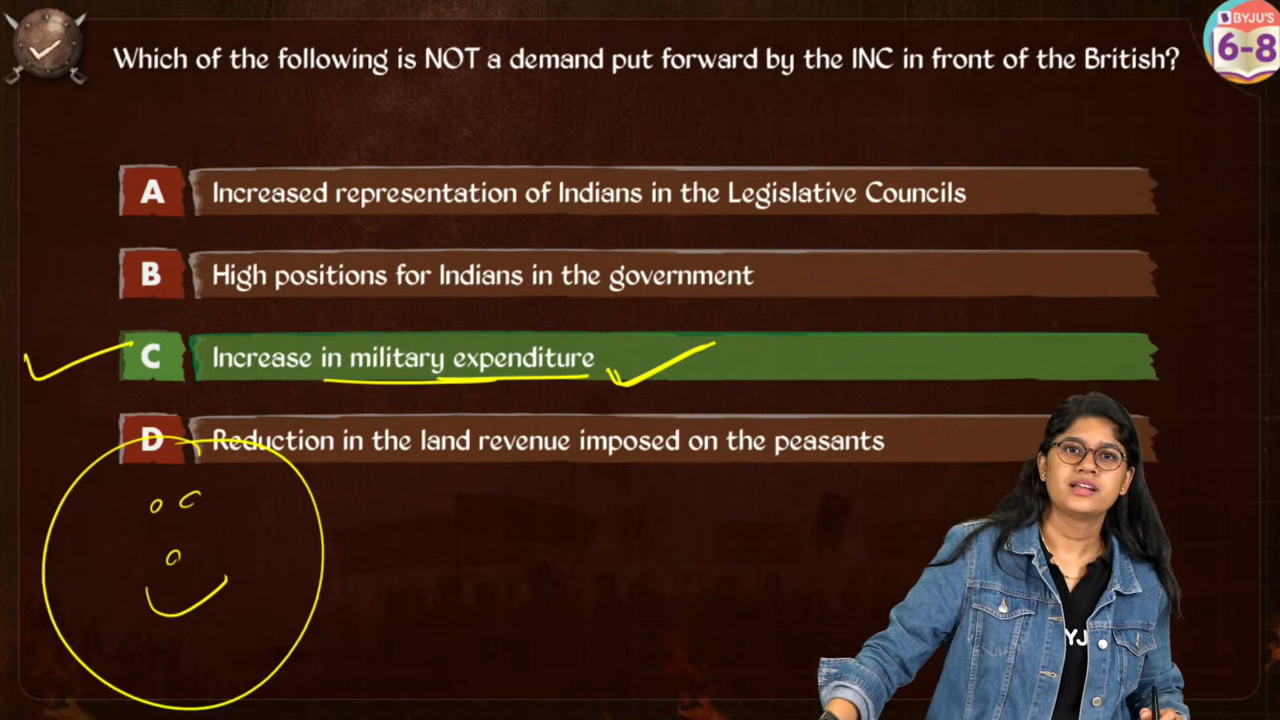 BYJU'S
6-8
Which of the following is NOT a demand put forward by the INC in front of the British?
A Increased representation of Indians in the Legislative Councils
B High positions for Indians in the government
C Increase in military expenditure
D Reduction in the land revenue imposed on the peasants
YJ